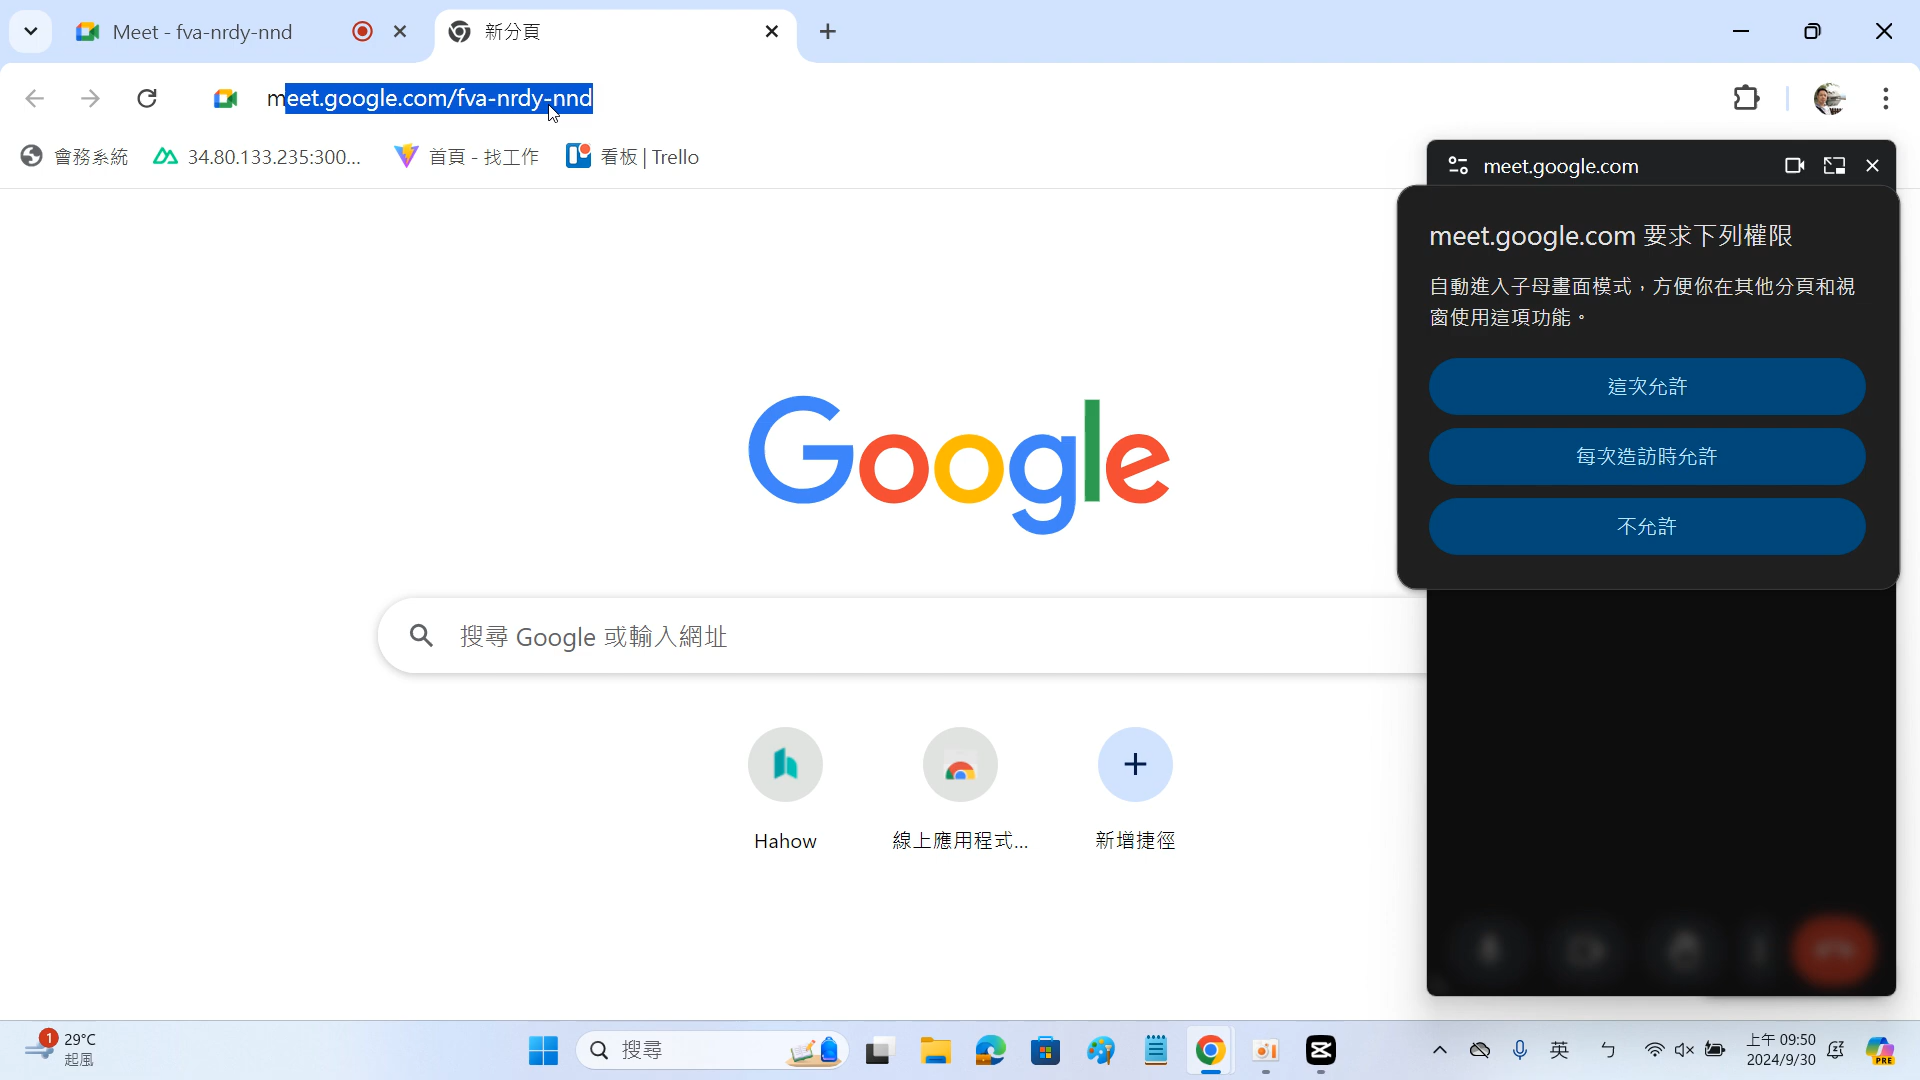 Meet - fva-nrdy-nnd
新分頁
meet.google.com/fva-nrdy-nnd
會務系統
34.80.133.235:300...
首頁 - 找工作
看板 | Trello
meet.google.com
meet.google.com 要求下列權限
自動進入子母畫面模式，方便你在其他分頁和視
窗使用這項功能。
這次允許
每次造訪時允許
不允許
Google
搜尋 Google 或輸入網址
Hahow
線上應用程式...
新增捷徑
1
29°C
起風
搜尋
英
ㄅ
上午 09:50
2024/9/30
PRE